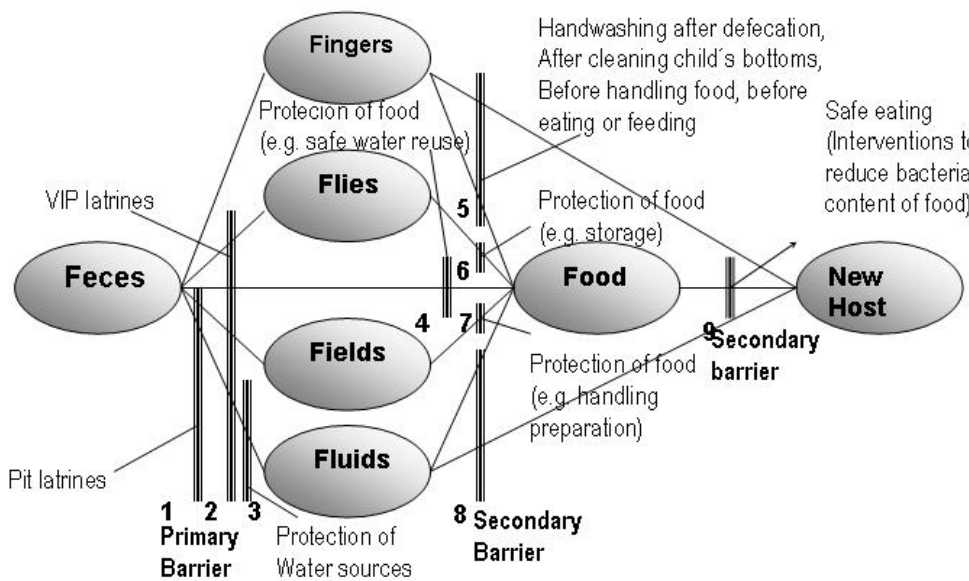 Fingers
Handwashing after defecation,
After cleaning child´s bottoms,
Before handling food, before
eating or feeding
Safe eating
(Interventions to
reduce bacteria
content of food)
Protecion of food
(e.g. safe water reuse)
VIP latrines
Flies
5
Protection of food
(e.g. storage)
6
Feces
Food
New
Host
4
7
9
Secondary
barrier
Fields
Protection of food
(e.g. handling
preparation)
Fluids
Pit latrines
1
2
3
Primary
Barrier
Protection of
Water sources
8
Secondary
Barrier